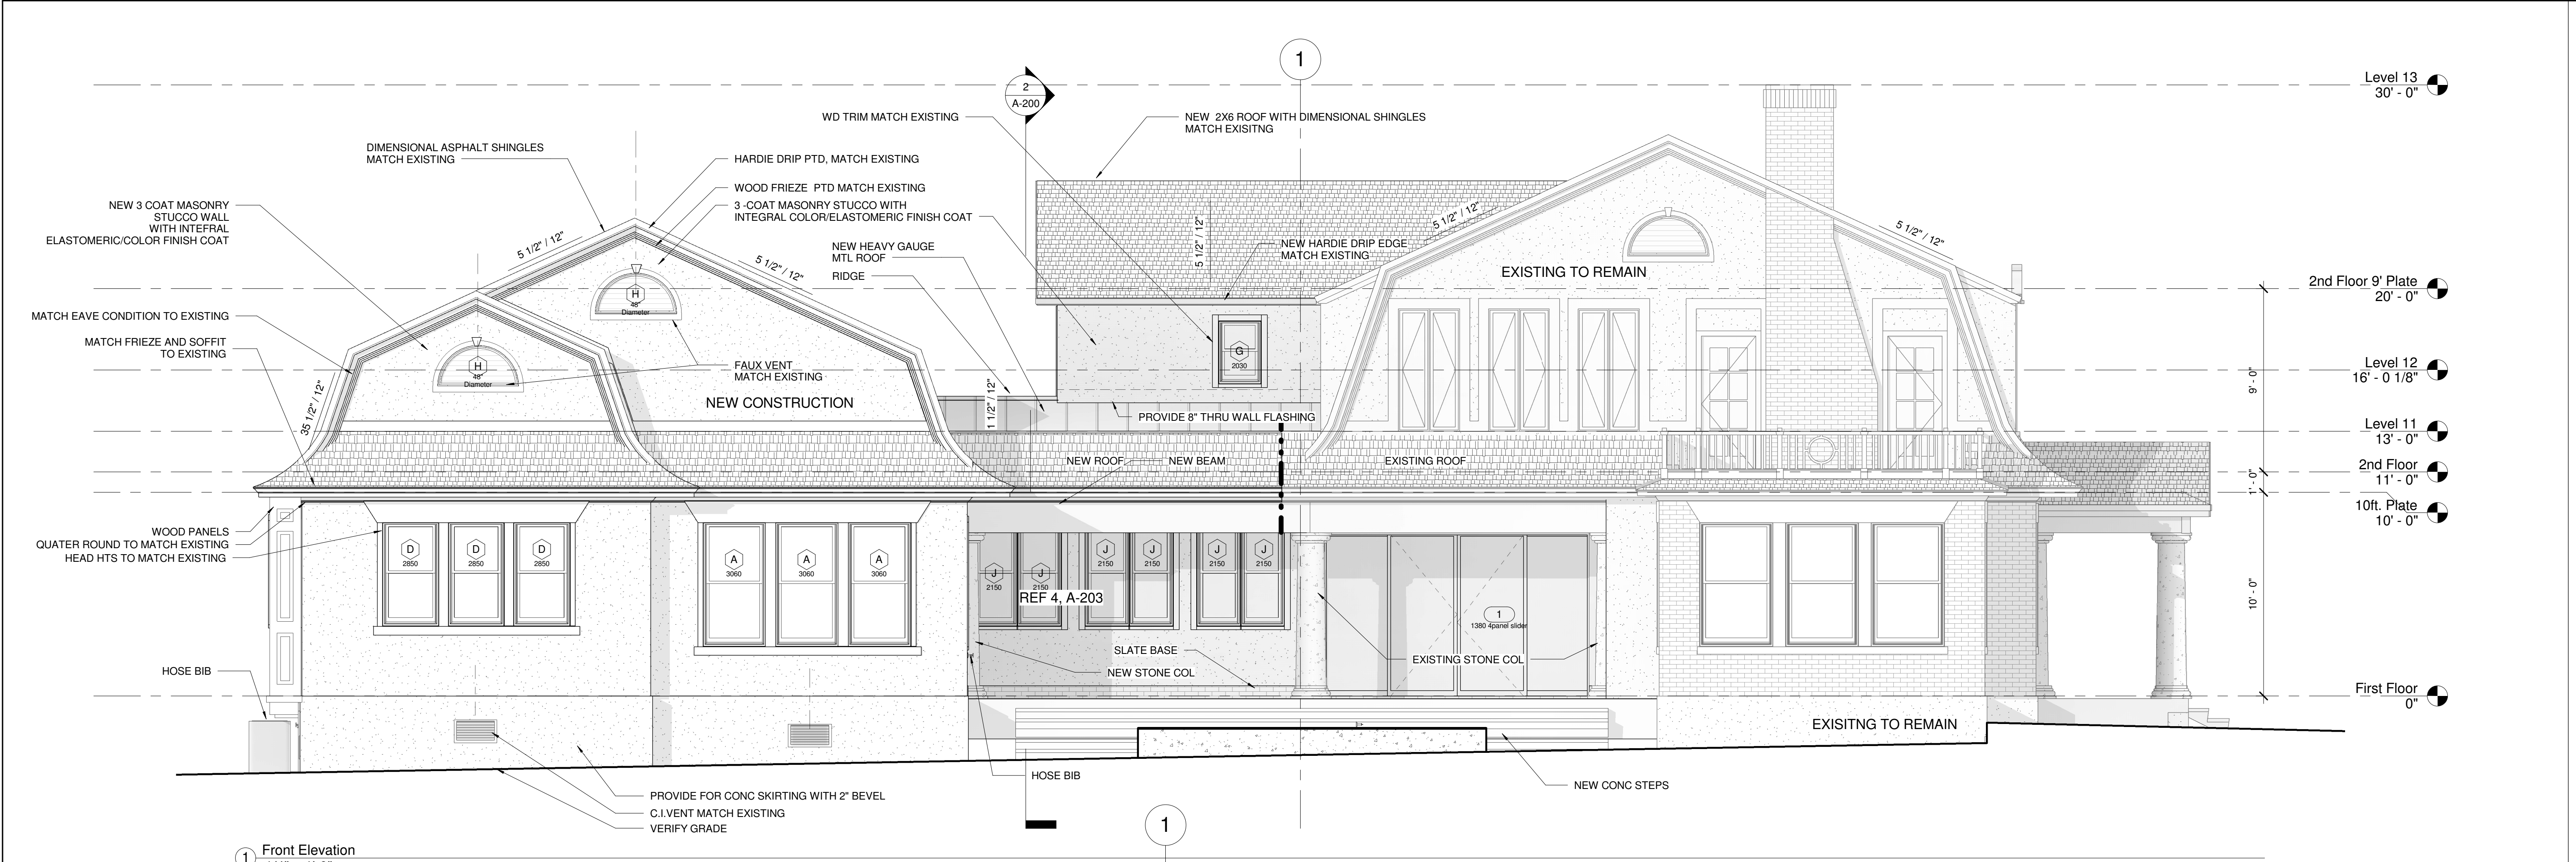 1
Level 13
30' - 0"
2
A-200
WD TRIM MATCH EXISTING
NEW  2X6 ROOF WITH DIMENSIONAL SHINGLES
MATCH EXISITNG
DIMENSIONAL ASPHALT SHINGLES
MATCH EXISTING
HARDIE DRIP PTD, MATCH EXISTING
WOOD FRIEZE  PTD MATCH EXISTING
3 -COAT MASONRY STUCCO WITH
INTEGRAL COLOR/ELASTOMERIC FINISH COAT
NEW 3 COAT MASONRY
STUCCO WALL
WITH INTEFRAL
ELASTOMERIC/COLOR FINISH COAT
5 1/2" / 12"
5 1/2" / 12"
5 1/2" / 12"
5 1/2" / 12"
5 1/2" / 12"
NEW HEAVY GAUGE
MTL ROOF
RIDGE
NEW HARDIE DRIP EDGE
MATCH EXISTING
EXISTING TO REMAIN
2nd Floor 9' Plate
20' - 0"
H
48"
Diameter
MATCH EAVE CONDITION TO EXISTING
MATCH FRIEZE AND SOFFIT
TO EXISTING
H
48"
Diameter
FAUX VENT
MATCH EXISTING
G
2030
Level 12
16' - 0 1/8"
9' - 0"
35 1/2" / 12"
NEW CONSTRUCTION
1 1/2" / 12"
PROVIDE 8" THRU WALL FLASHING
Level 11
13' - 0"
NEW ROOF
NEW BEAM
EXISTING ROOF
2nd Floor
11' - 0"
1' - 0"
10ft. Plate
10' - 0"
WOOD PANELS
QUATER ROUND TO MATCH EXISTING
HEAD HTS TO MATCH EXISTING
D
2850
D
2850
D
2850
A
3060
A
3060
A
3060
J
2150
J
2150
J
2150
J
2150
J
2150
J
2150
REF 4, A-203
1
1380 4panel slider
10' - 0"
SLATE BASE
NEW STONE COL
EXISTING STONE COL
HOSE BIB
First Floor
0"
EXISITNG TO REMAIN
HOSE BIB
NEW CONC STEPS
PROVIDE FOR CONC SKIRTING WITH 2" BEVEL
C.I.VENT MATCH EXISTING
VERIFY GRADE
1
1
Front Elevation